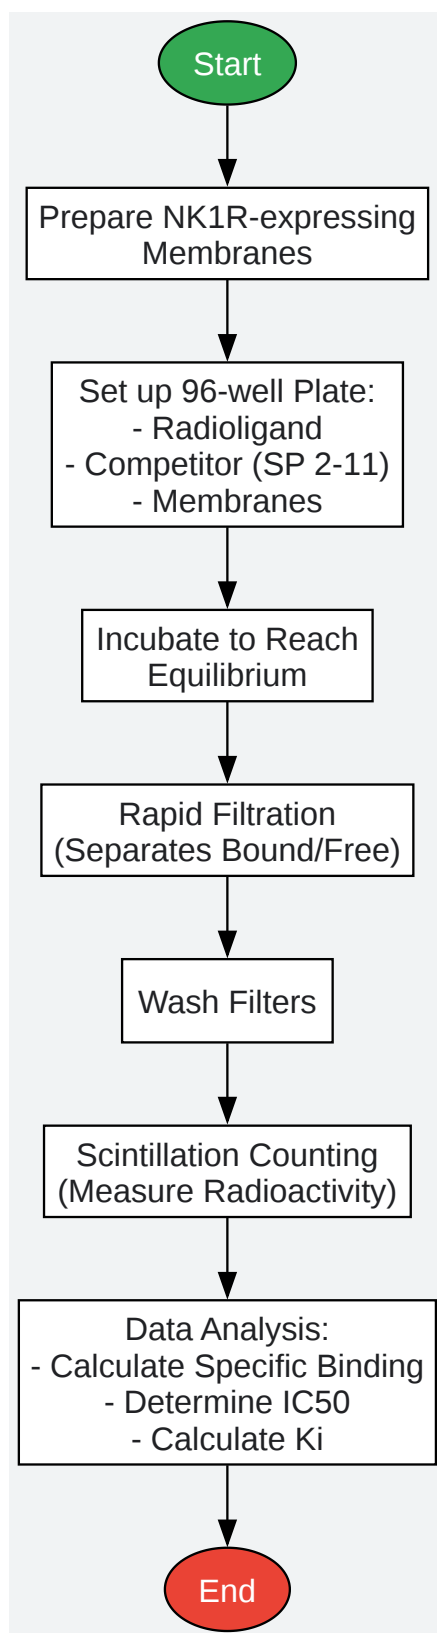 Start
Prepare NK1R-expressing
Membranes
Set up 96-well Plate:
- Radioligand
- Competitor (SP 2-11)
- Membranes
Incubate to Reach
Equilibrium
Rapid Filtration
(Separates Bound/Free)
Wash Filters
Scintillation Counting
(Measure Radioactivity)
Data Analysis:
- Calculate Specific Binding
- Determine IC50
- Calculate Ki
End